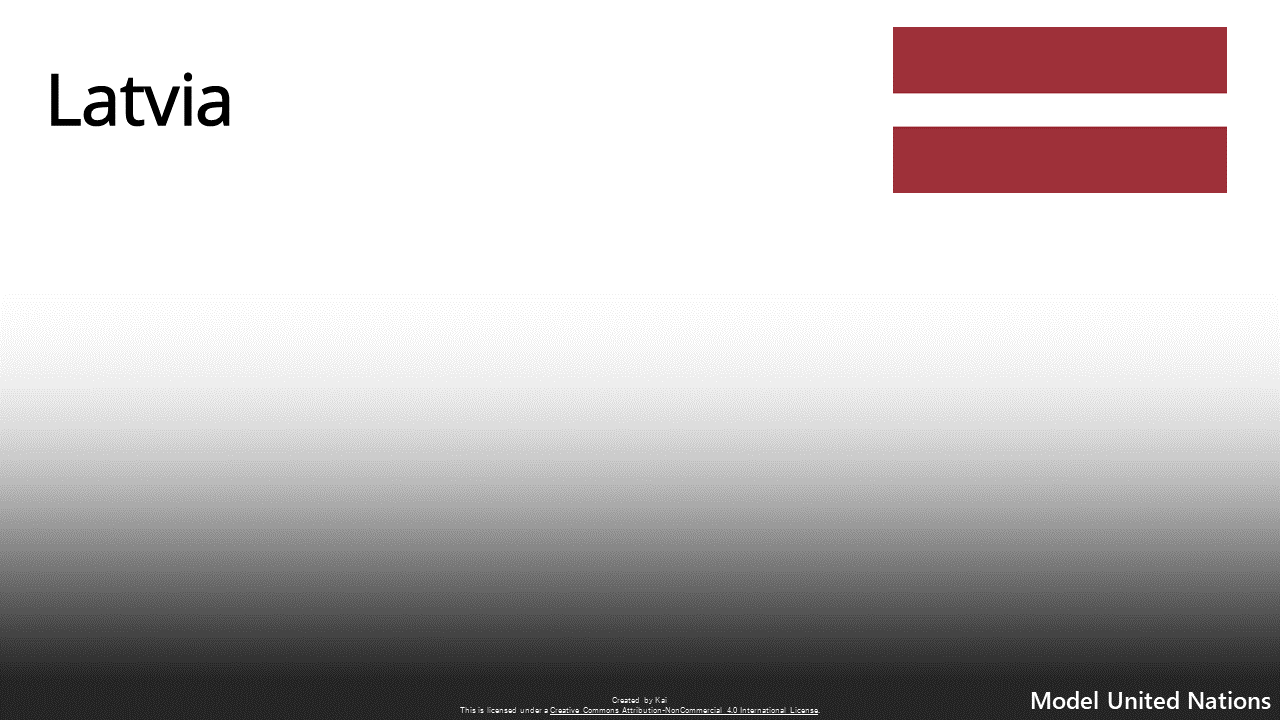 Latvia
Created by Kai
This is licensed under a Creative Commons Attribution-NonCommercial 4.0 International License.
Model United Nations